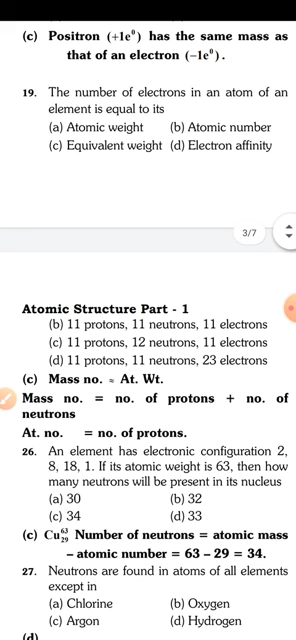 (c) Positron (+1e⁰) has the same mass as
that of an electron (−1e⁰).
19. The number of electrons in an atom of an
element is equal to its
(a) Atomic weight (b) Atomic number
(c) Equivalent weight (d) Electron affinity
3/7
Atomic Structure Part - 1
(b) 11 protons, 11 neutrons, 11 electrons
(c) 11 protons, 12 neutrons, 11 electrons
(d) 11 protons, 11 neutrons, 23 electrons
(c) Mass no. ≈ At. Wt.
Mass no. = no. of protons + no. of
neutrons
At. no. = no. of protons.
26. An element has electronic configuration 2,
8, 18, 1. If its atomic weight is 63, then how
many neutrons will be present in its nucleus
(a) 30 (b) 32
(c) 34 (d) 33
(c) Cu⁶³₂₉ Number of neutrons = atomic mass
– atomic number = 63 – 29 = 34.
27. Neutrons are found in atoms of all elements
except in
(a) Chlorine (b) Oxygen
(c) Argon (d) Hydrogen
(d)